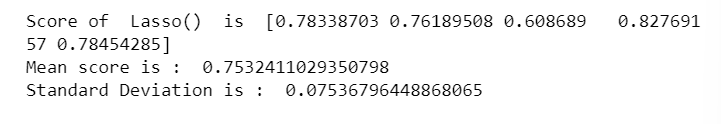 Score of  Lasso()  is  [0.78338703 0.76189508 0.608689   0.827691
57 0.78454285]
Mean score is :  0.7532411029350798
Standard Deviation is :  0.07536796448868065